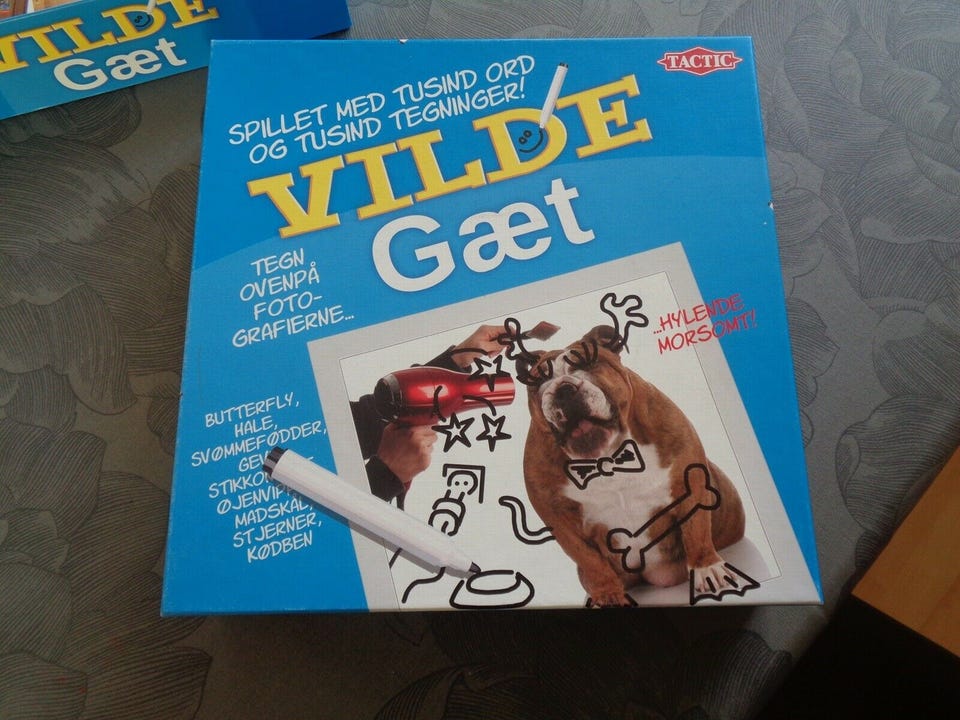 VILDE
Gæt
TACTIC
SPILLET MED TUSIND ORD
OG TUSIND TEGNINGER!
VILDE
Gæt
TEGN
OVENPÅ
FOTO-
GRAFIERNE...
...HYLENDE
MORSOMT!
BUTTERFLY,
HALE,
SVØMMEFØDDER,
MADSKÅL,
STJERNER,
KØDBEN